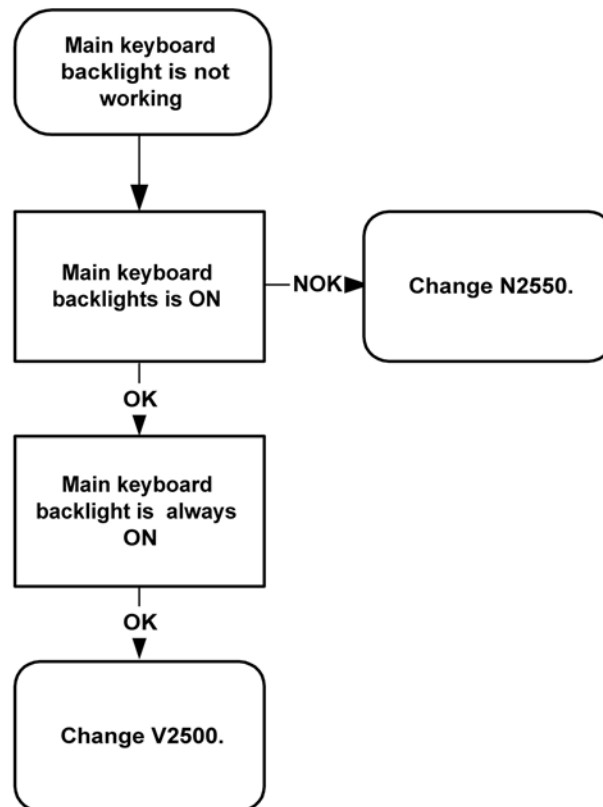 Main keyboard
backlight is not
working
Main keyboard
backlights is ON
NOK
Change N2550.
OK
Main keyboard
backlight is always
ON
OK
Change V2500.